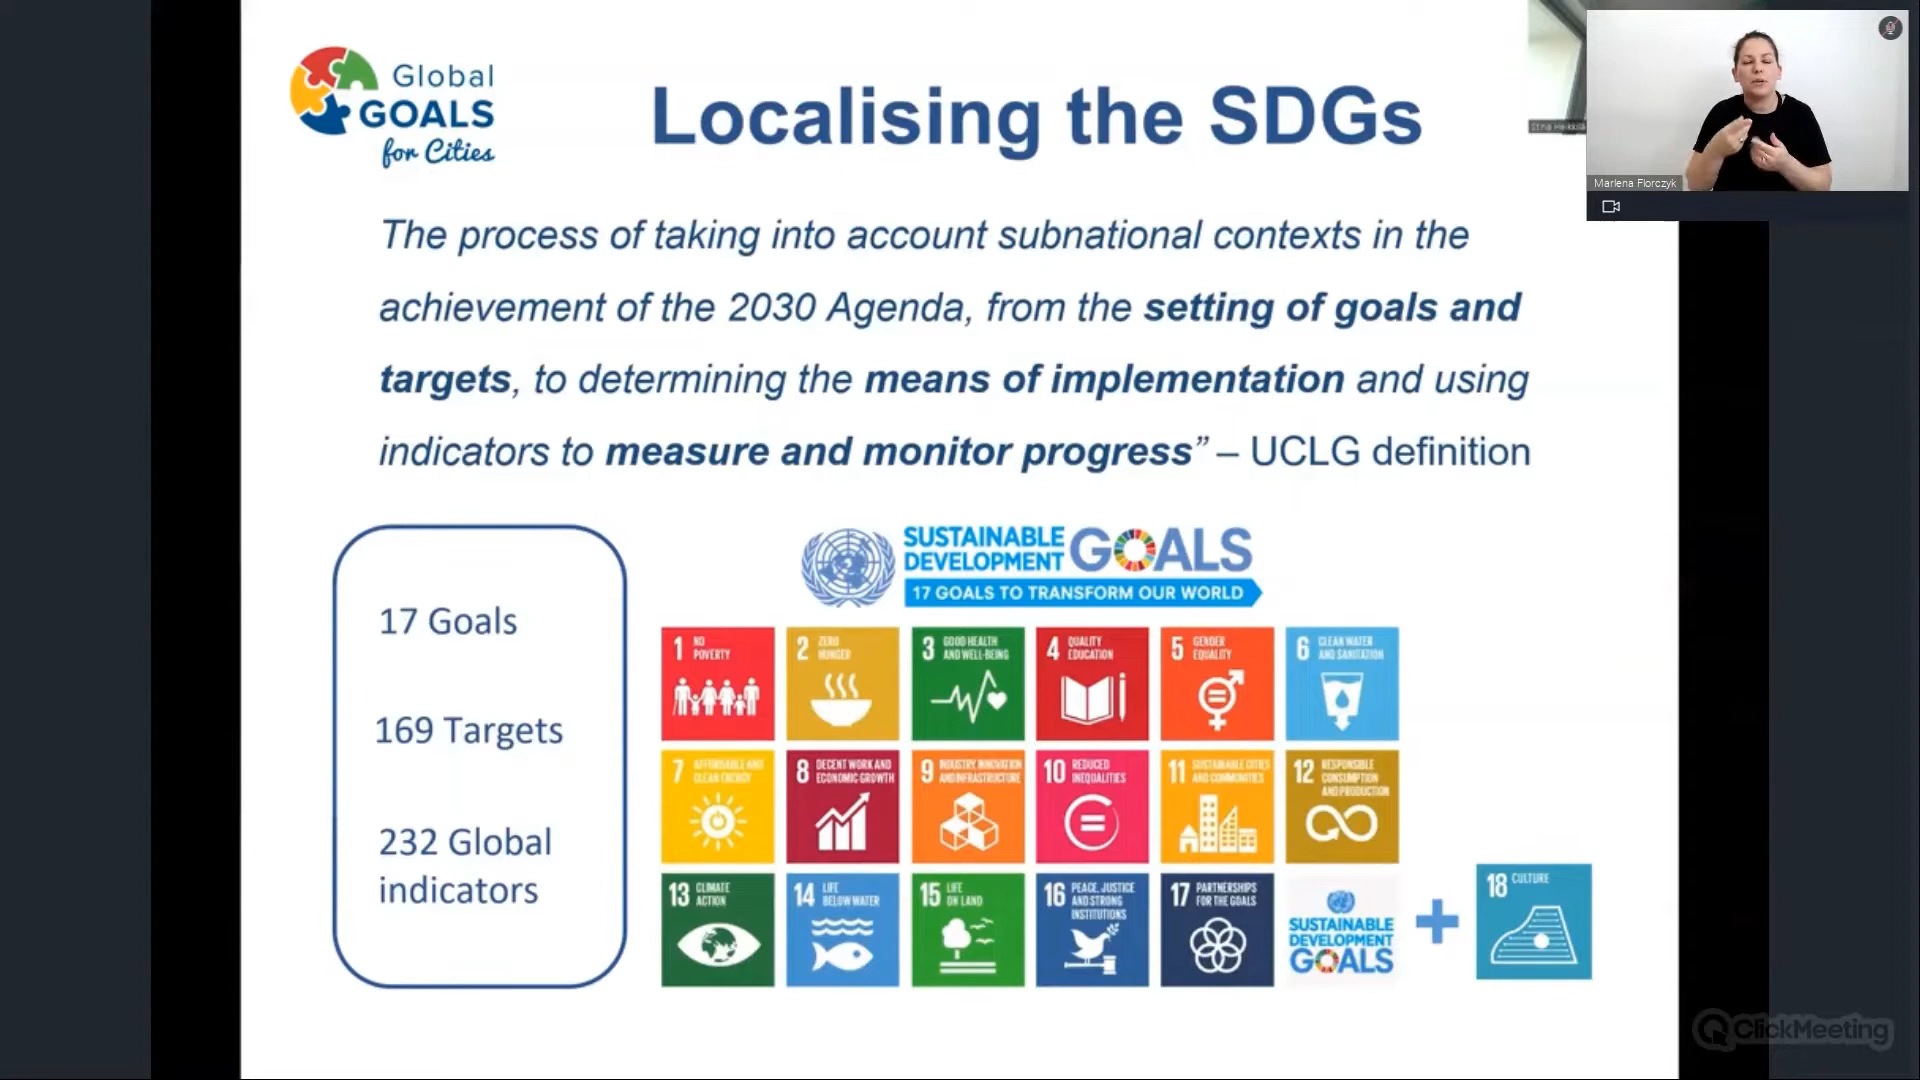 Global
GOALS
for Cities
Localising the SDGs
Marlena Fiorczyk
The process of taking into account subnational contexts in the
achievement of the 2030 Agenda, from the setting of goals and
targets, to determining the means of implementation and using
indicators to measure and monitor progress” – UCLG definition
17 Goals
169 Targets
232 Global
indicators
SUSTAINABLE
DEVELOPMENT GOALS
17 GOALS TO TRANSFORM OUR WORLD
1 NO
POVERTY
2 ZERO
HUNGER
3 GOOD HEALTH
AND WELL-BEING
4 QUALITY
EDUCATION
5 GENDER
EQUALITY
6 CLEAN WATER
AND SANITATION
7 AFFORDABLE AND
CLEAN ENERGY
8 DECENT WORK AND
ECONOMIC GROWTH
9 INDUSTRY, INNOVATION
AND INFRASTRUCTURE
10 REDUCED
INEQUALITIES
11 SUSTAINABLE CITIES
AND COMMUNITIES
12 RESPONSIBLE
CONSUMPTION
AND PRODUCTION
13 CLIMATE
ACTION
14 LIFE
BELOW WATER
15 LIFE
ON LAND
16 PEACE, JUSTICE
AND STRONG
INSTITUTIONS
17 PARTNERSHIPS
FOR THE GOALS
SUSTAINABLE
DEVELOPMENT
GOALS
+
18 CULTURE
ClickMeeting